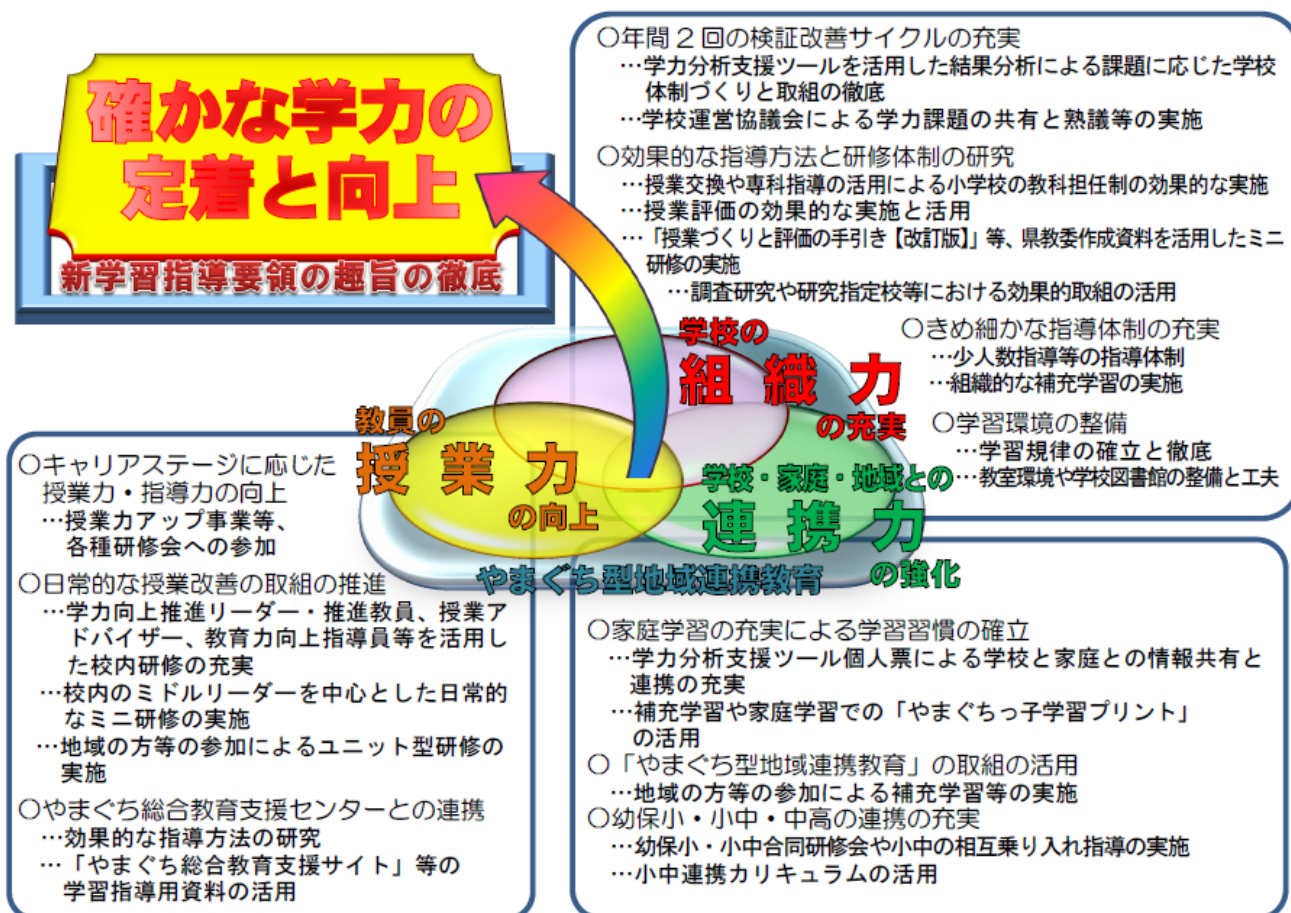 確かな学力の
定着と向上
新学習指導要領の趣旨の徹底
〇年間２回の検証改善サイクルの充実
…学力分析支援ツールを活用した結果分析による課題に応じた学校
体制づくりと取組の徹底
…学校運営協議会による学力課題の共有と熟議等の実施
〇効果的な指導方法と研修体制の研究
…授業交換や専科指導の活用による小学校の教科担任制の効果的な実施
…授業評価の効果的な実施と活用
…「授業づくりと評価の手引き【改訂版】」等、県教委作成資料を活用したミニ
研修の実施
…調査研究や研究指定校等における効果的取組の活用
〇きめ細かな指導体制の充実
…少人数指導等の指導体制
…組織的な補充学習の実施
〇学習環境の整備
…学習規律の確立と徹底
…教室環境や学校図書館の整備と工夫
学校の
組織力
の充実
教員の
授業力
の向上
学校・家庭・地域との
連携力
の強化
やまぐち型地域連携教育
〇キャリアステージに応じた
授業力・指導力の向上
…授業力アップ事業等、
各種研修会への参加
〇日常的な授業改善の取組の推進
…学力向上推進リーダー・推進教員、授業ア
ドバイザー、教育力向上指導員等を活用し
た校内研修の充実
…校内のミドルリーダーを中心とした日常的
なミニ研修の実施
…地域の方等の参加によるユニット型研修の
実施
〇やまぐち総合教育支援センターとの連携
…効果的な指導方法の研究
…「やまぐち総合教育支援サイト」等の
学習指導用資料の活用
〇家庭学習の充実による学習習慣の確立
…学力分析支援ツール個人票による学校と家庭との情報共有と
連携の充実
…補充学習や家庭学習での「やまぐちっ子学習プリント」
の活用
〇「やまぐち型地域連携教育」の取組の活用
…地域の方等の参加による補充学習等の実施
〇幼保小・小中・中高の連携の充実
…幼保小・小中合同研修会や小中の相互乗り入れ指導の実施
…小中連携カリキュラムの活用